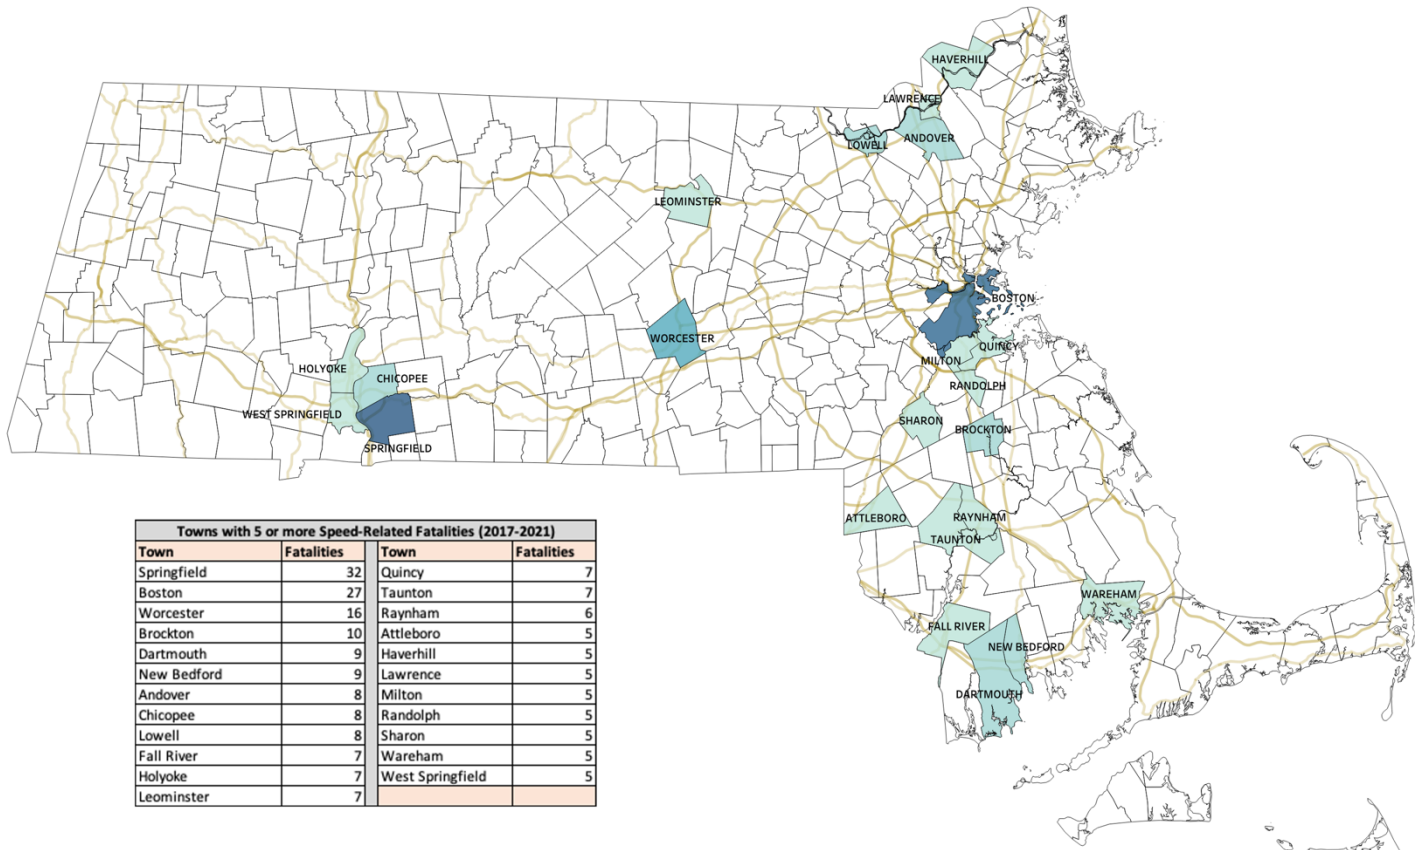 HAVERHILL
LAWRENCE
ANDOVER
LOWELL
LEOMINSTER
BOSTON
WORCESTER
QUINCY
MILTON
HOLYOKE
CHICOPEE
RANDOLPH
WEST SPRINGFIELD
SHARON
BROCKTON
SPRINGFIELD
ATTLEBORO
RAYNHAM
TAUNTON
WAREHAM
FALL RIVER
NEW BEDFORD
DARTMOUTH
Towns with 5 or more Speed-Related Fatalities (2017-2021)
Town Fatalities Town Fatalities
Springfield 32 Quincy 7
Boston 27 Taunton 7
Worcester 16 Raynham 6
Brockton 10 Attleboro 5
Dartmouth 9 Haverhill 5
New Bedford 9 Lawrence 5
Andover 8 Milton 5
Chicopee 8 Randolph 5
Lowell 8 Sharon 5
Fall River 7 Wareham 5
Holyoke 7 West Springfield 5
Leominster 7